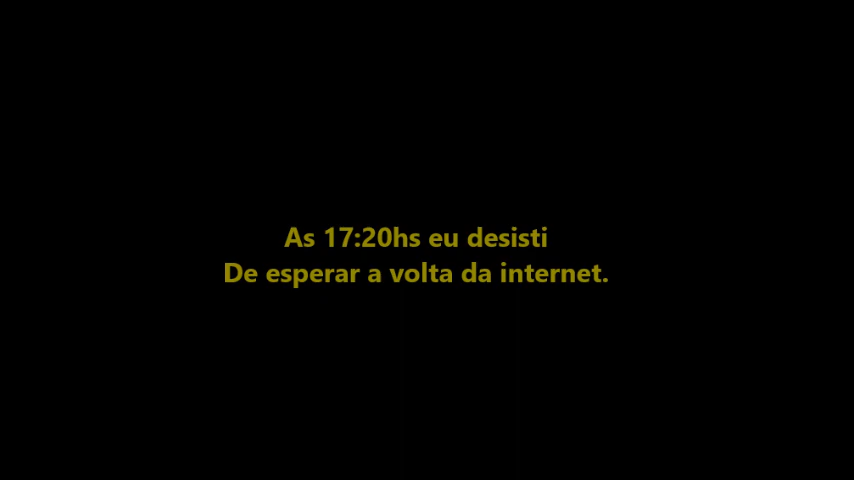 As 17:20hs eu desisti
De esperar a volta da internet.